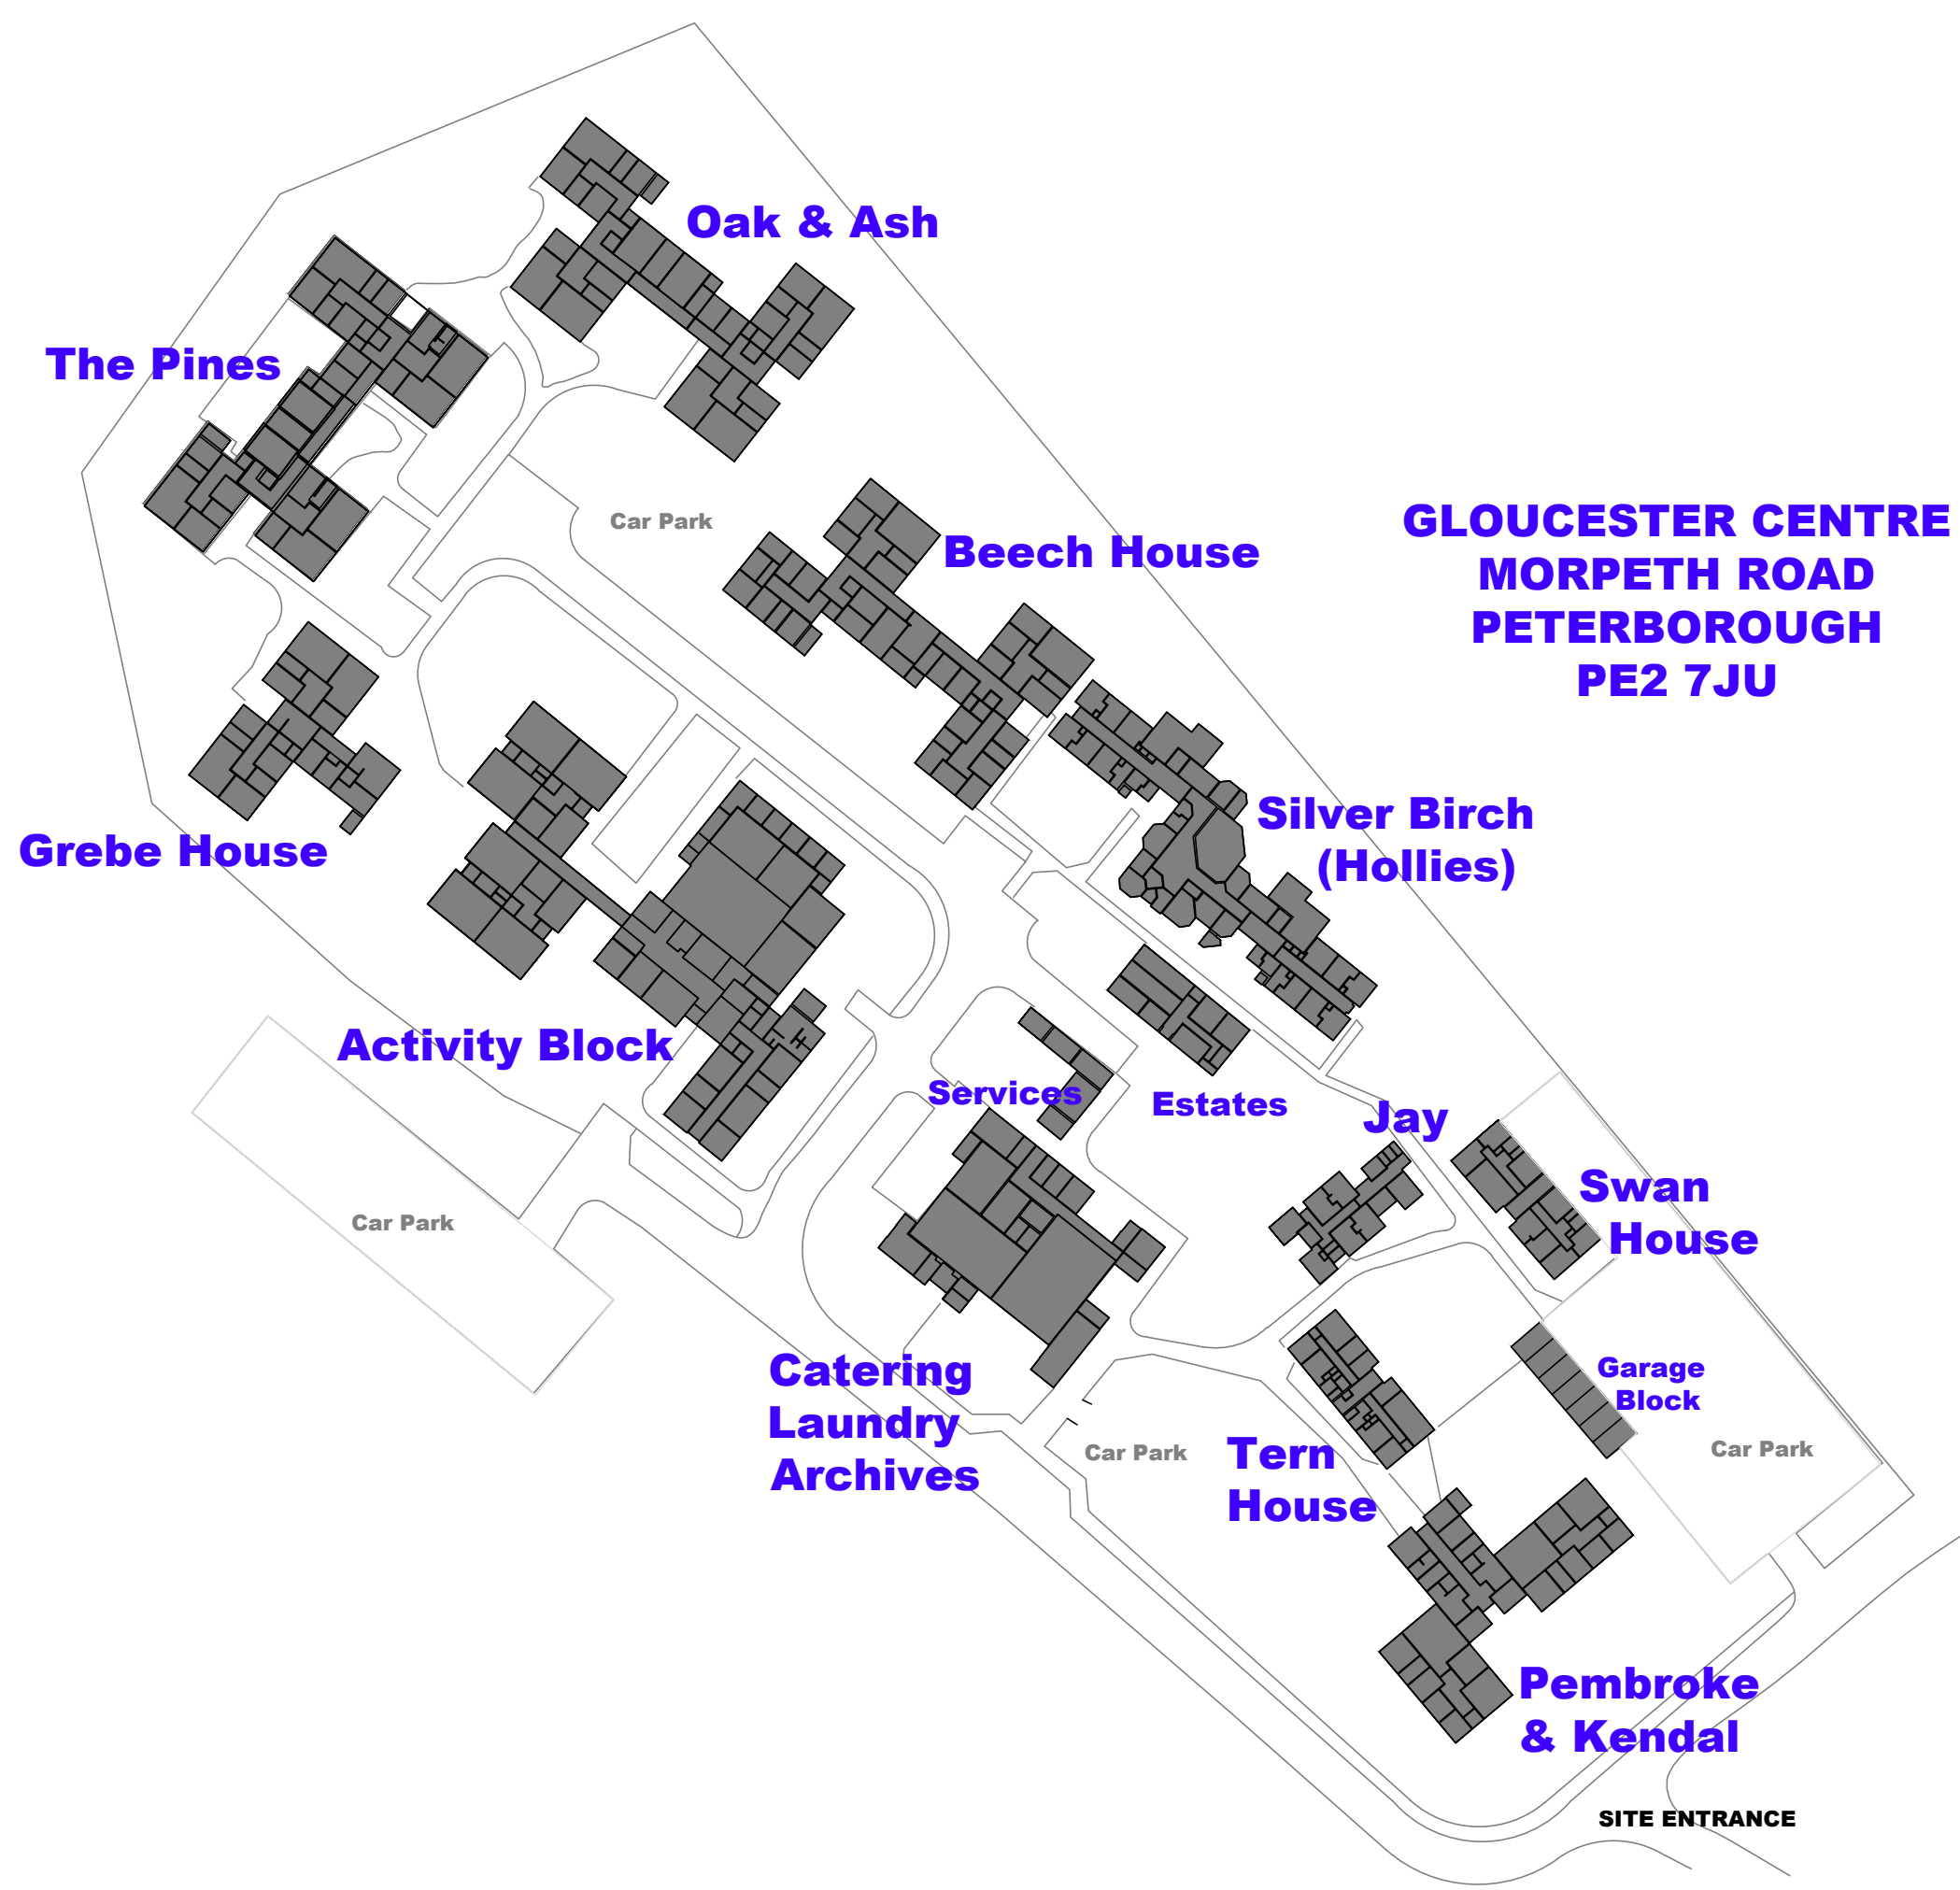 Oak & Ash
The Pines
Car Park
GLOUCESTER CENTRE
MORPETH ROAD
PETERBOROUGH
PE2 7JU
Beech House
Silver Birch
(Hollies)
Grebe House
Activity Block
Services
Estates
Jay
Swan
House
Car Park
Catering
Laundry
Archives
Garage
Block
Car Park
Car Park
Tern
House
Pembroke
& Kendal
SITE ENTRANCE